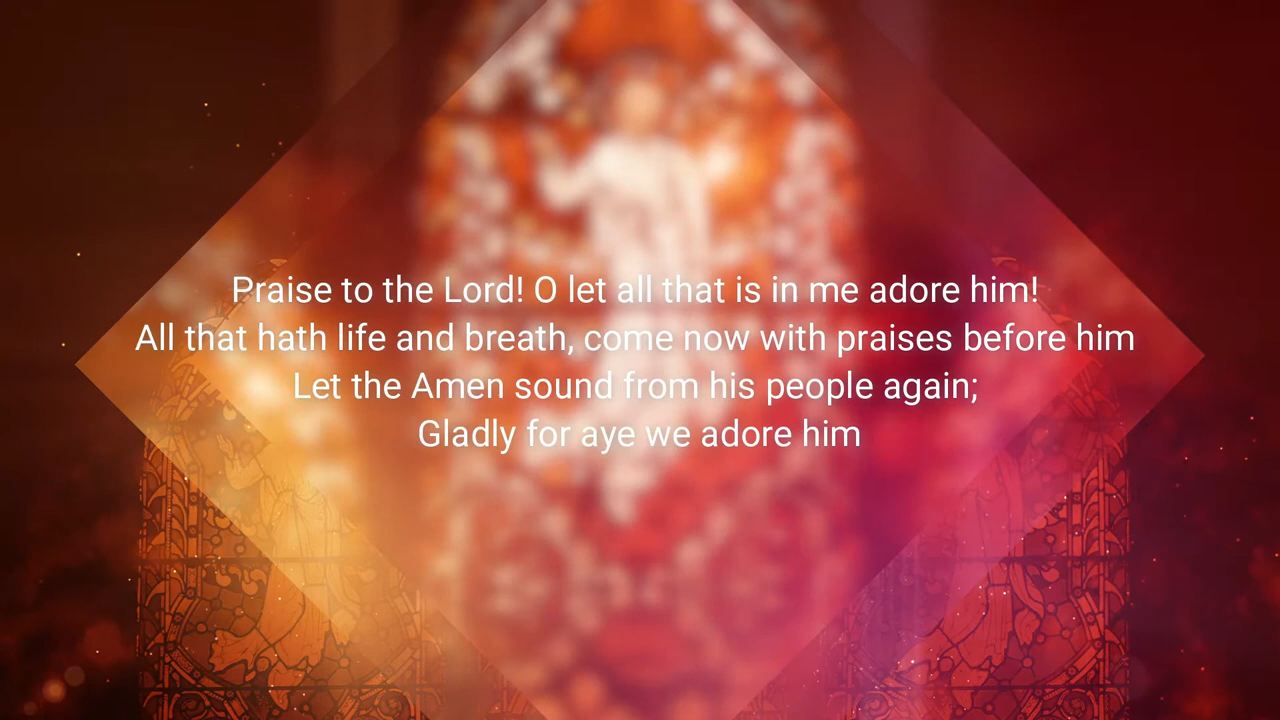 Praise to the Lord! O let all that is in me adore him!
All that hath life and breath, come now with praises before him
Let the Amen sound from his people again;
Gladly for aye we adore him